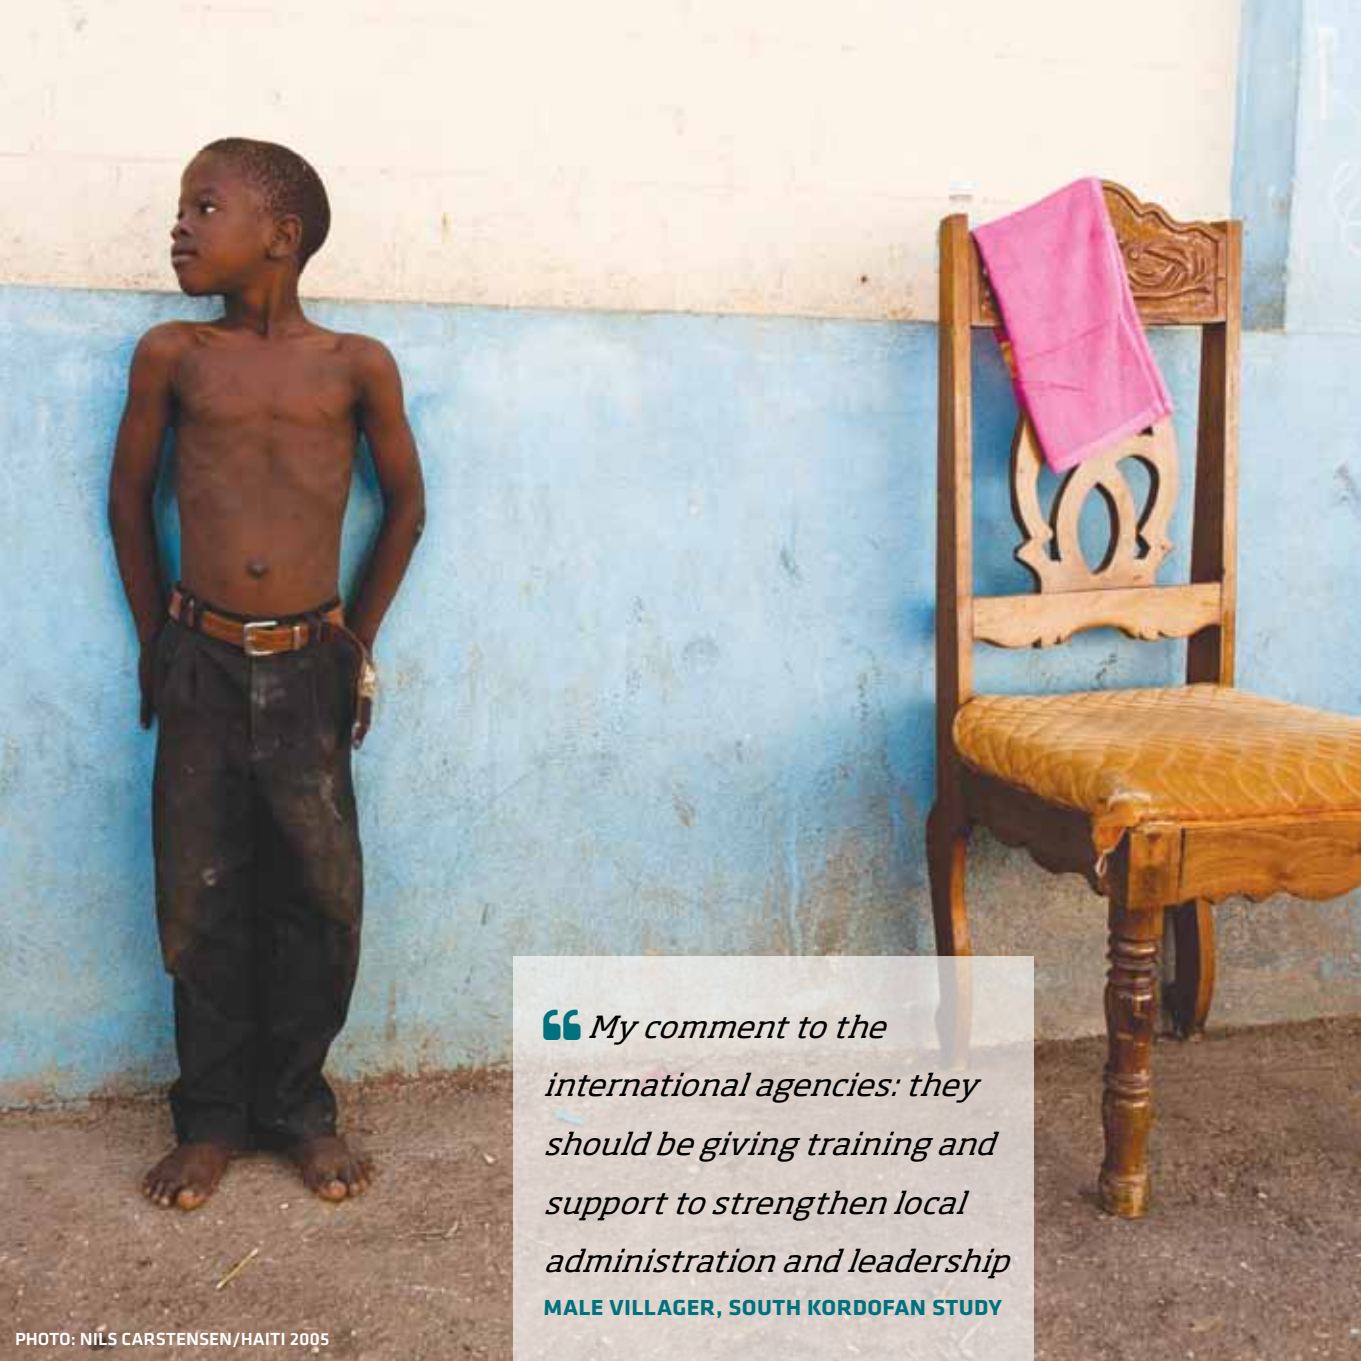 “ My comment to the
international agencies: they
should be giving training and
support to strengthen local
administration and leadership
MALE VILLAGER, SOUTH KORDOFAN STUDY
PHOTO: NILS CARSTENSEN/HAITI 2005